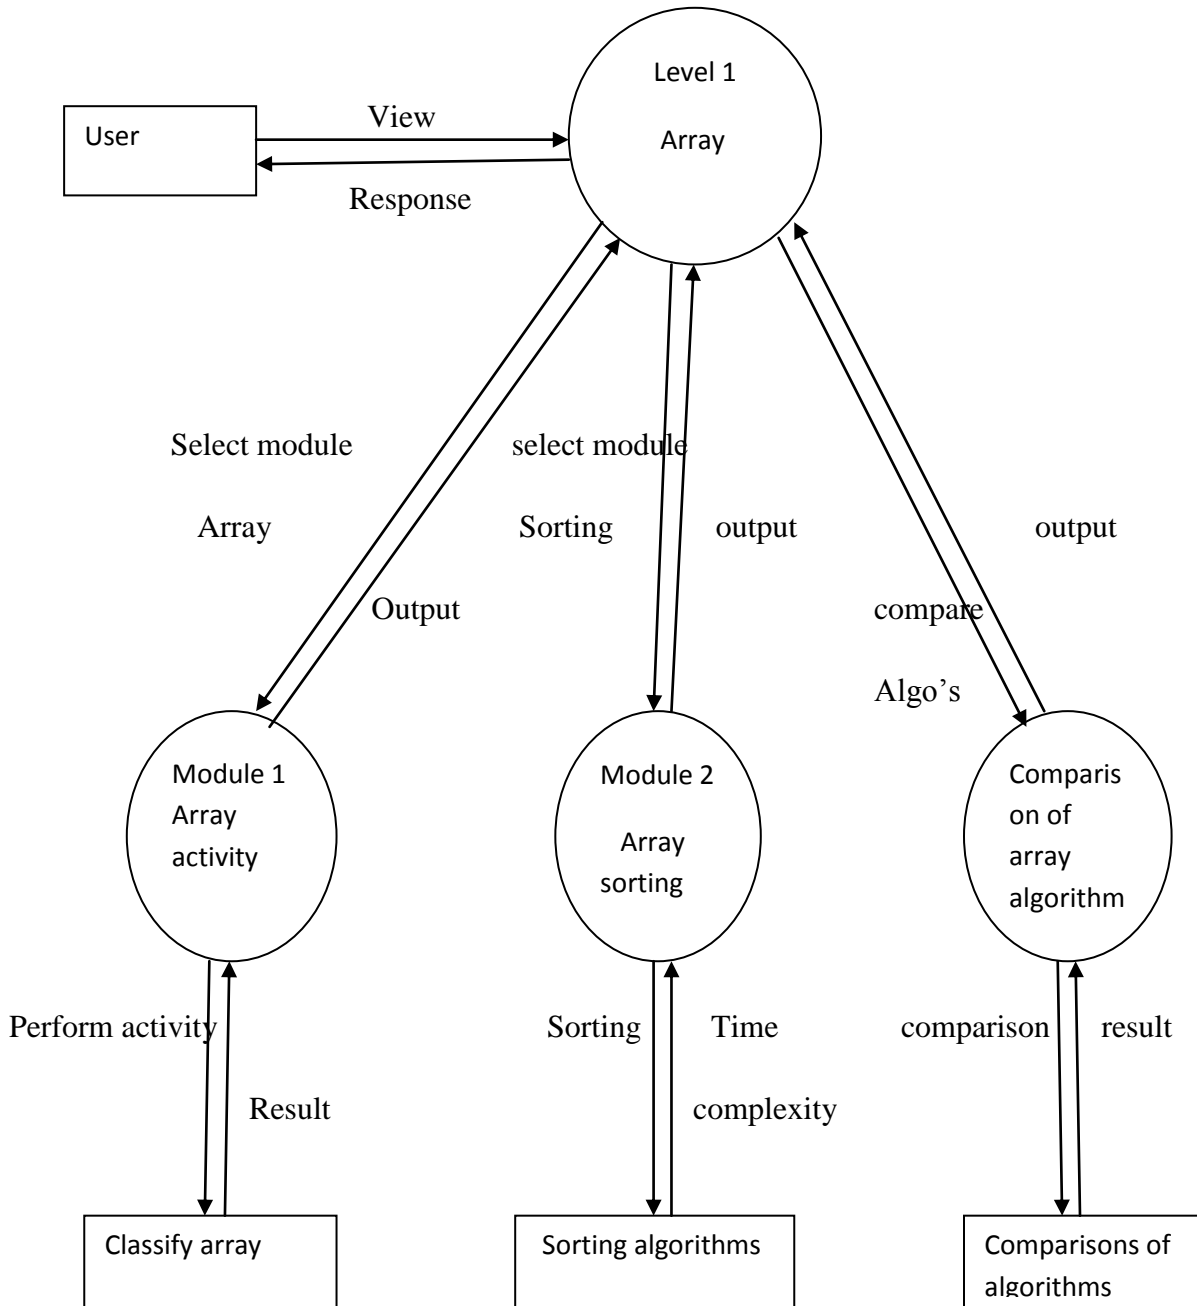 Level 1
Array
User
View
Response
Select module
Array
Output
select module
Sorting
output
output
compare
Algo’s
Module 1
Array
activity
Module 2
Array
sorting
Comparis
on of
array
algorithm
Perform activity
Result
Sorting
Time
complexity
comparison
result
Classify array
Sorting algorithms
Comparisons of
algorithms